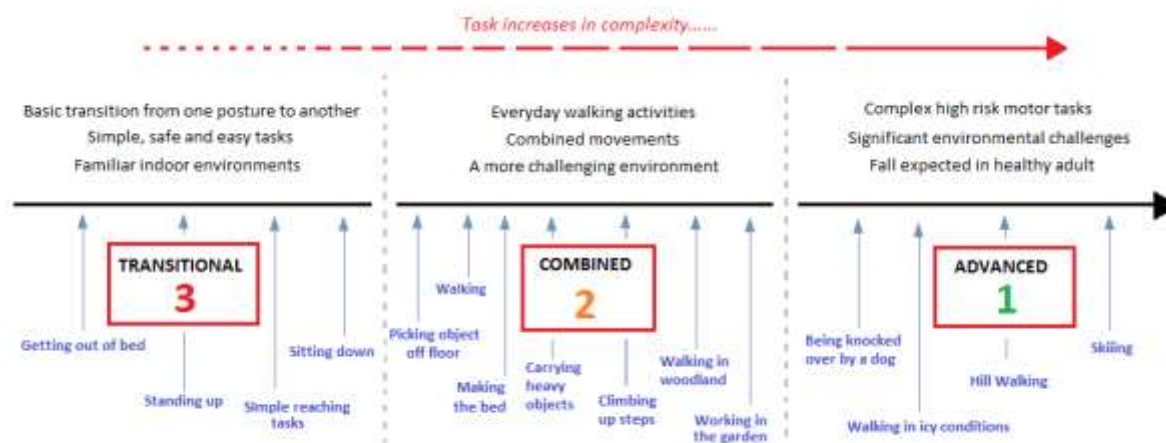 Task increases in complexity......
Basic transition from one posture to another
Simple, safe and easy tasks
Familiar indoor environments
Everyday walking activities
Combined movements
A more challenging environment
Complex high risk motor tasks
Significant environmental challenges
Fall expected in healthy adult
TRANSITIONAL
3
Getting out of bed
Standing up
Simple reaching
tasks
Sitting down
COMBINED
2
Picking object
off floor
Walking
Making
the bed
Carrying
heavy
objects
Climbing
up steps
Walking in
woodland
Working in
the garden
ADVANCED
1
Being knocked
over by a dog
Walking in icy conditions
Hill Walking
Skiiing